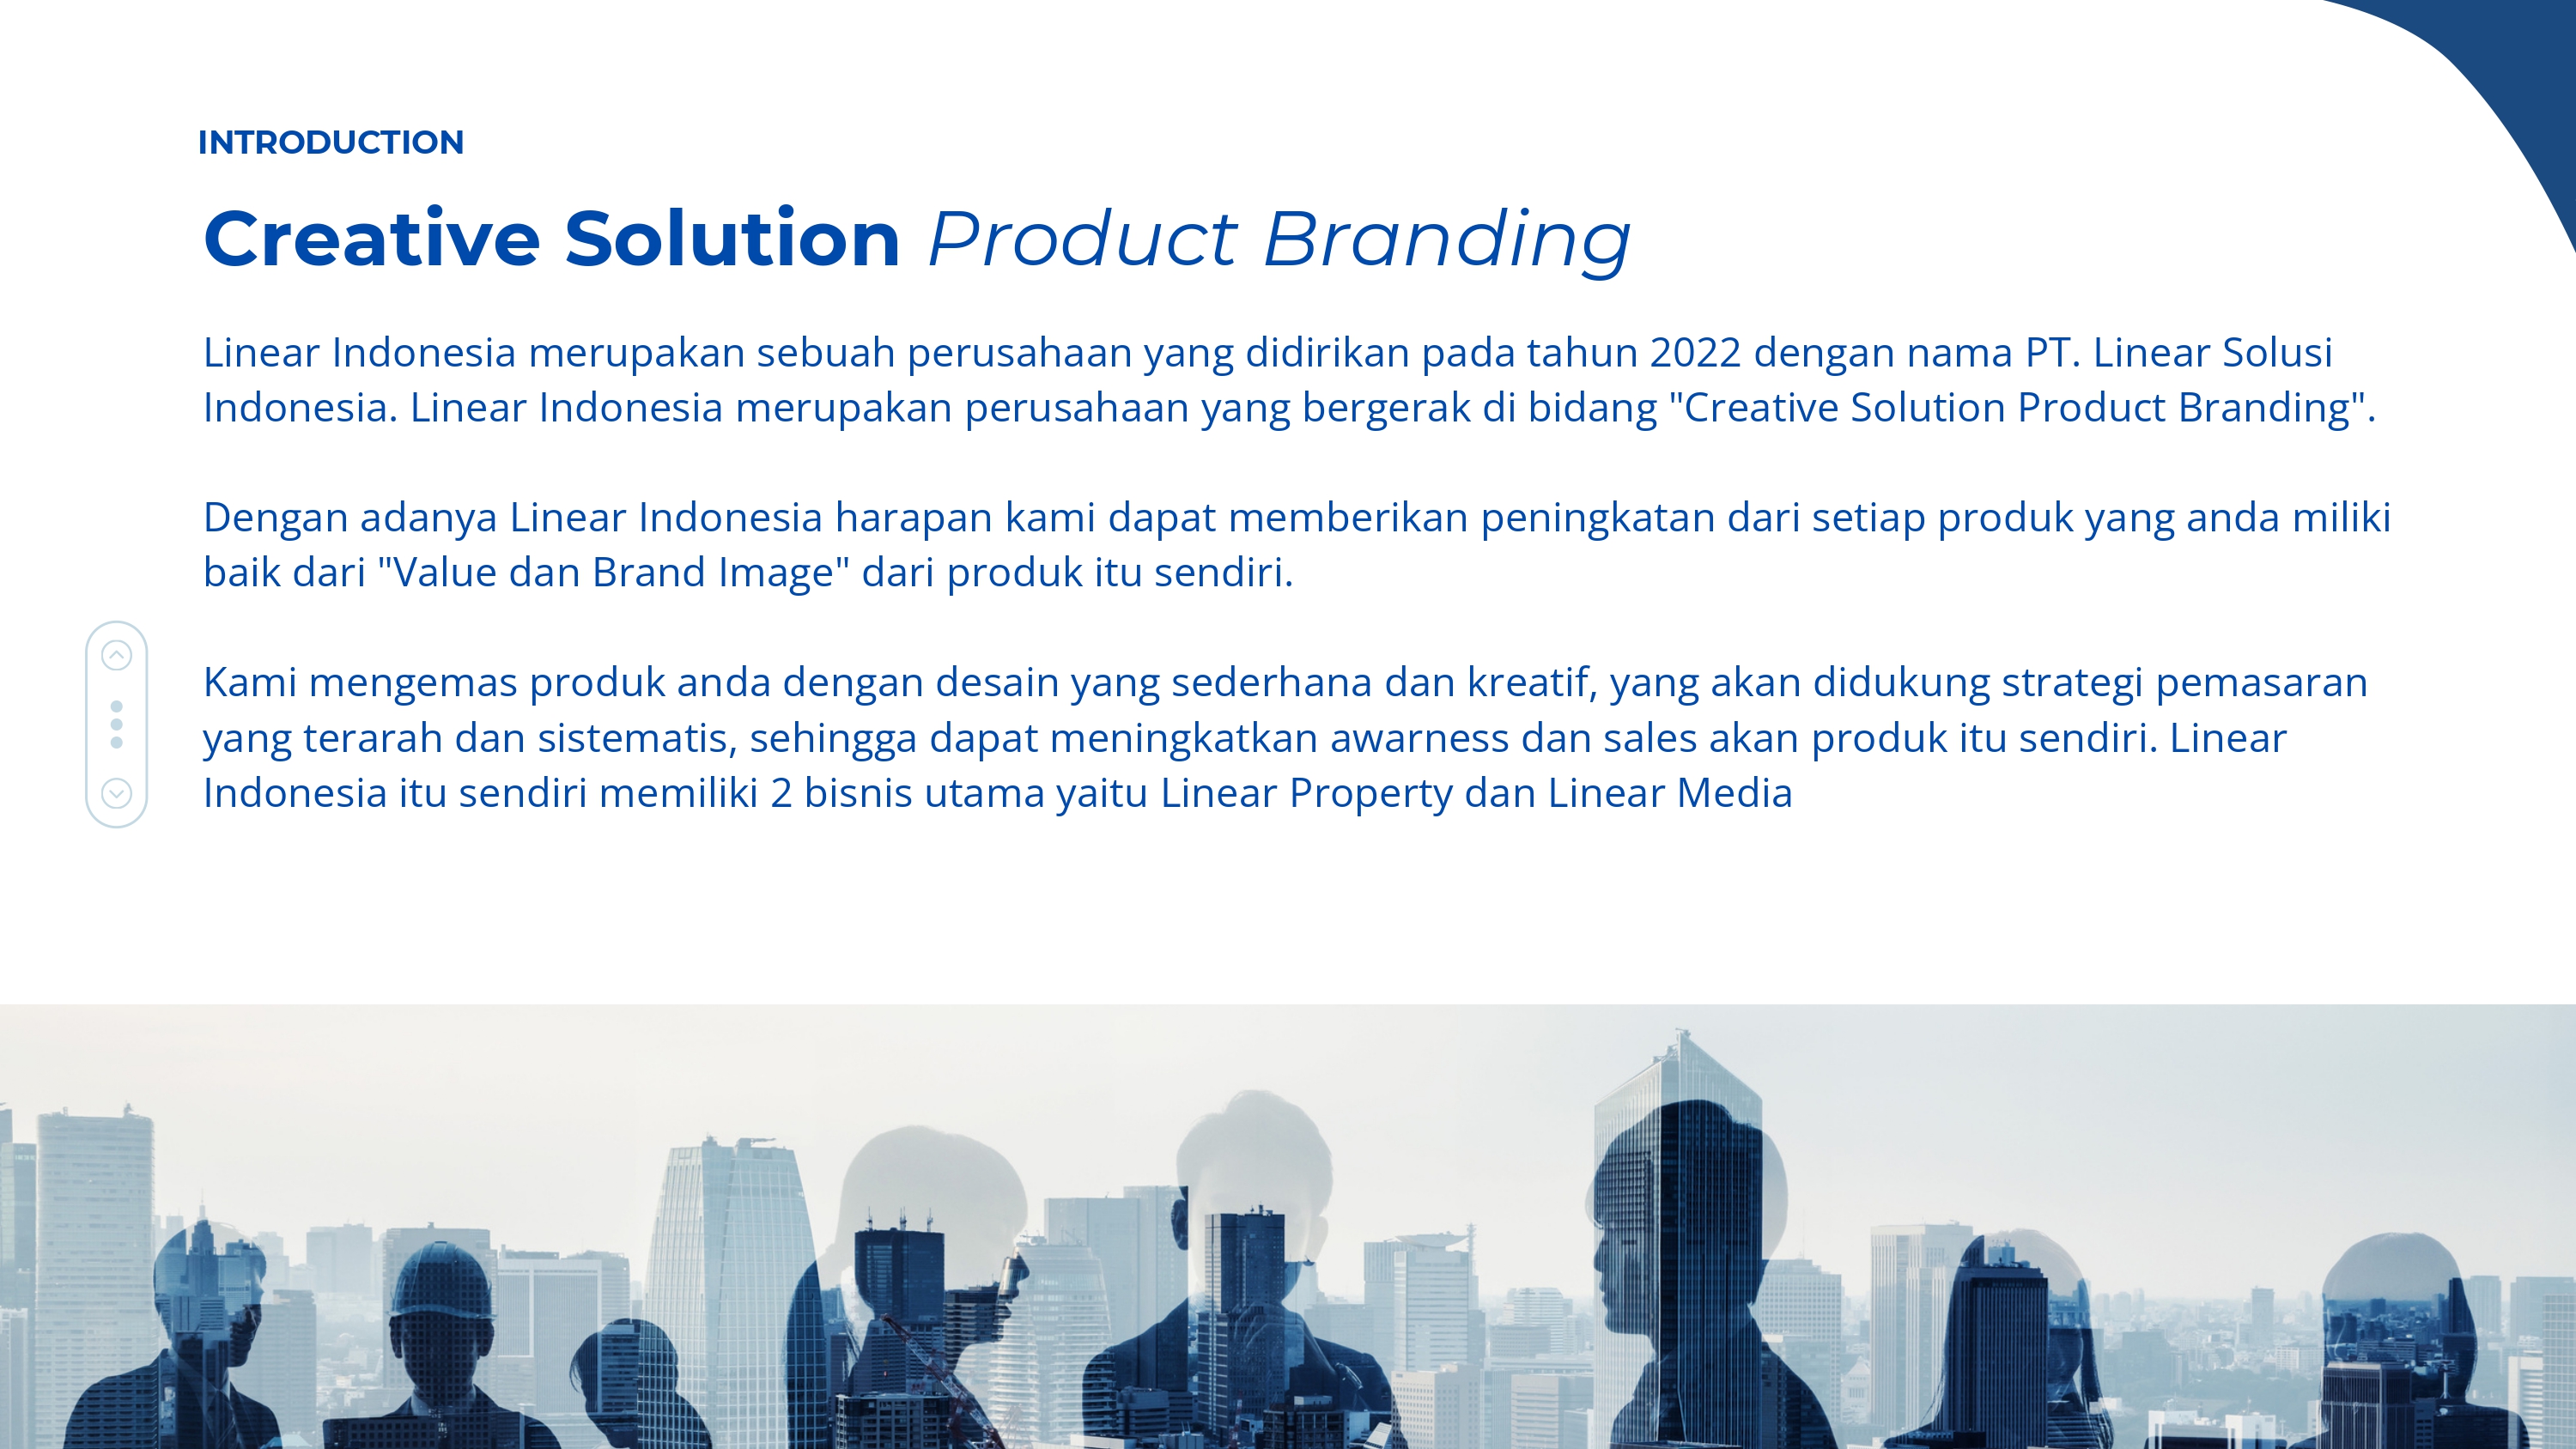 INTRODUCTION
Creative Solution Product Branding
Linear Indonesia merupakan sebuah perusahaan yang didirikan pada tahun 2022 dengan nama PT. Linear Solusi
Indonesia. Linear Indonesia merupakan perusahaan yang bergerak di bidang "Creative Solution Product Branding".
Dengan adanya Linear Indonesia harapan kami dapat memberikan peningkatan dari setiap produk yang anda miliki
baik dari "Value dan Brand Image" dari produk itu sendiri.
Kami mengemas produk anda dengan desain yang sederhana dan kreatif, yang akan didukung strategi pemasaran
yang terarah dan sistematis, sehingga dapat meningkatkan awarness dan sales akan produk itu sendiri. Linear
Indonesia itu sendiri memiliki 2 bisnis utama yaitu Linear Property dan Linear Media